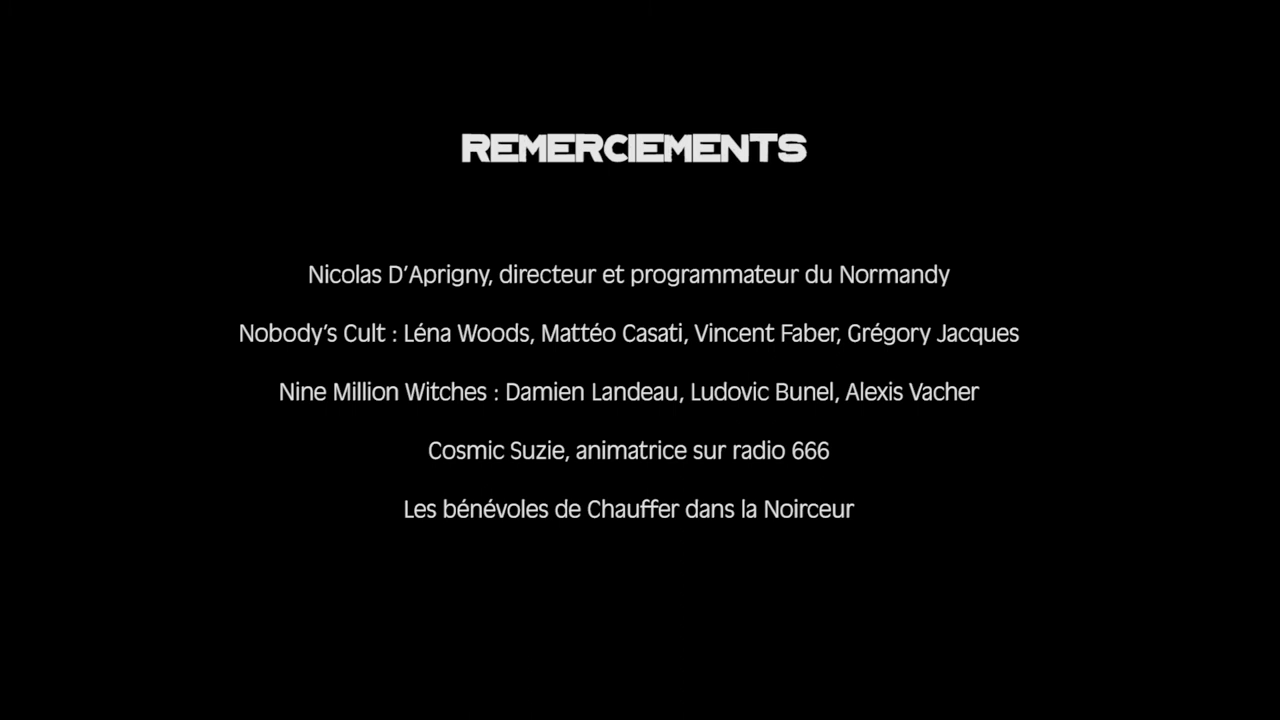 REMERCIEMENTS
Nicolas D’Aprigny, directeur et programmateur du Normandy
Nobody’s Cult : Léna Woods, Mattéo Casati, Vincent Faber, Grégory Jacques
Nine Million Witches : Damien Landeau, Ludovic Bunel, Alexis Vacher
Cosmic Suzie, animatrice sur radio 666
Les bénévoles de Chauffer dans la Noirceur